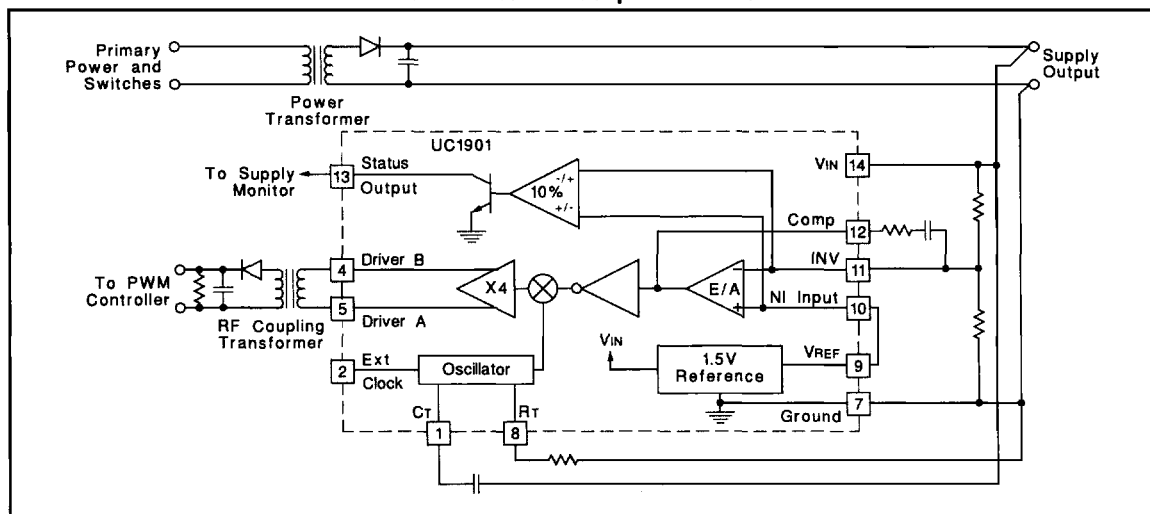 Primary
Power and
Switches
Power
Transformer
Supply
Output
UC1901
To Supply
Monitor
13
Status
Output
10%
-/+
+/-
VIN
14
Comp
12
INV
11
NI Input
10
VREF
9
Ground
7
To PWM
Controller
RF Coupling
Transformer
4
Driver B
5
Driver A
X4
E/A
VIN
1.5V
Reference
2
Ext
Clock
Oscillator
CT
RT
1
8